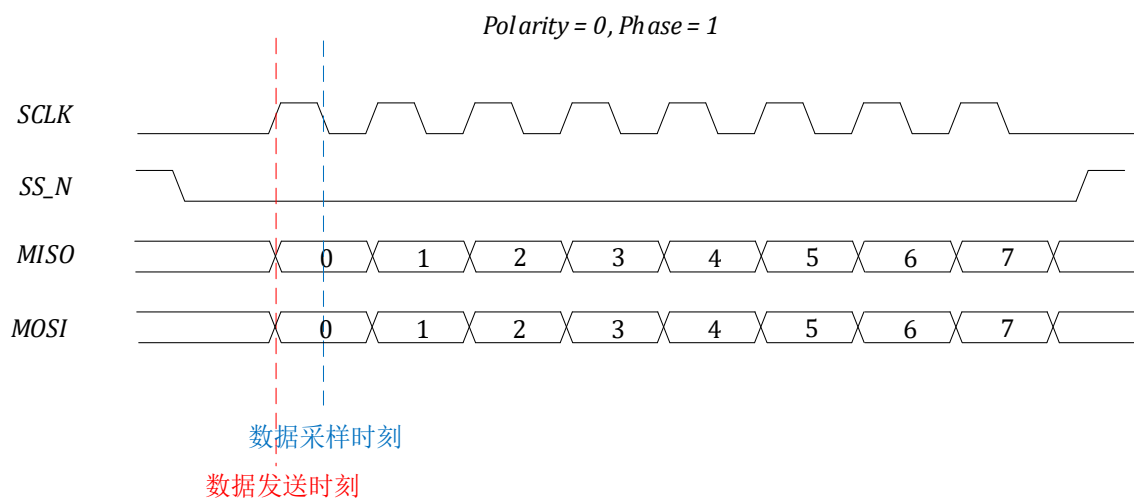 Polarity = 0, Phase = 1
SCLK
SS_N
MISO 0 1 2 3 4 5 6 7
MOSI 0 1 2 3 4 5 6 7
数据采样时刻
数据发送时刻